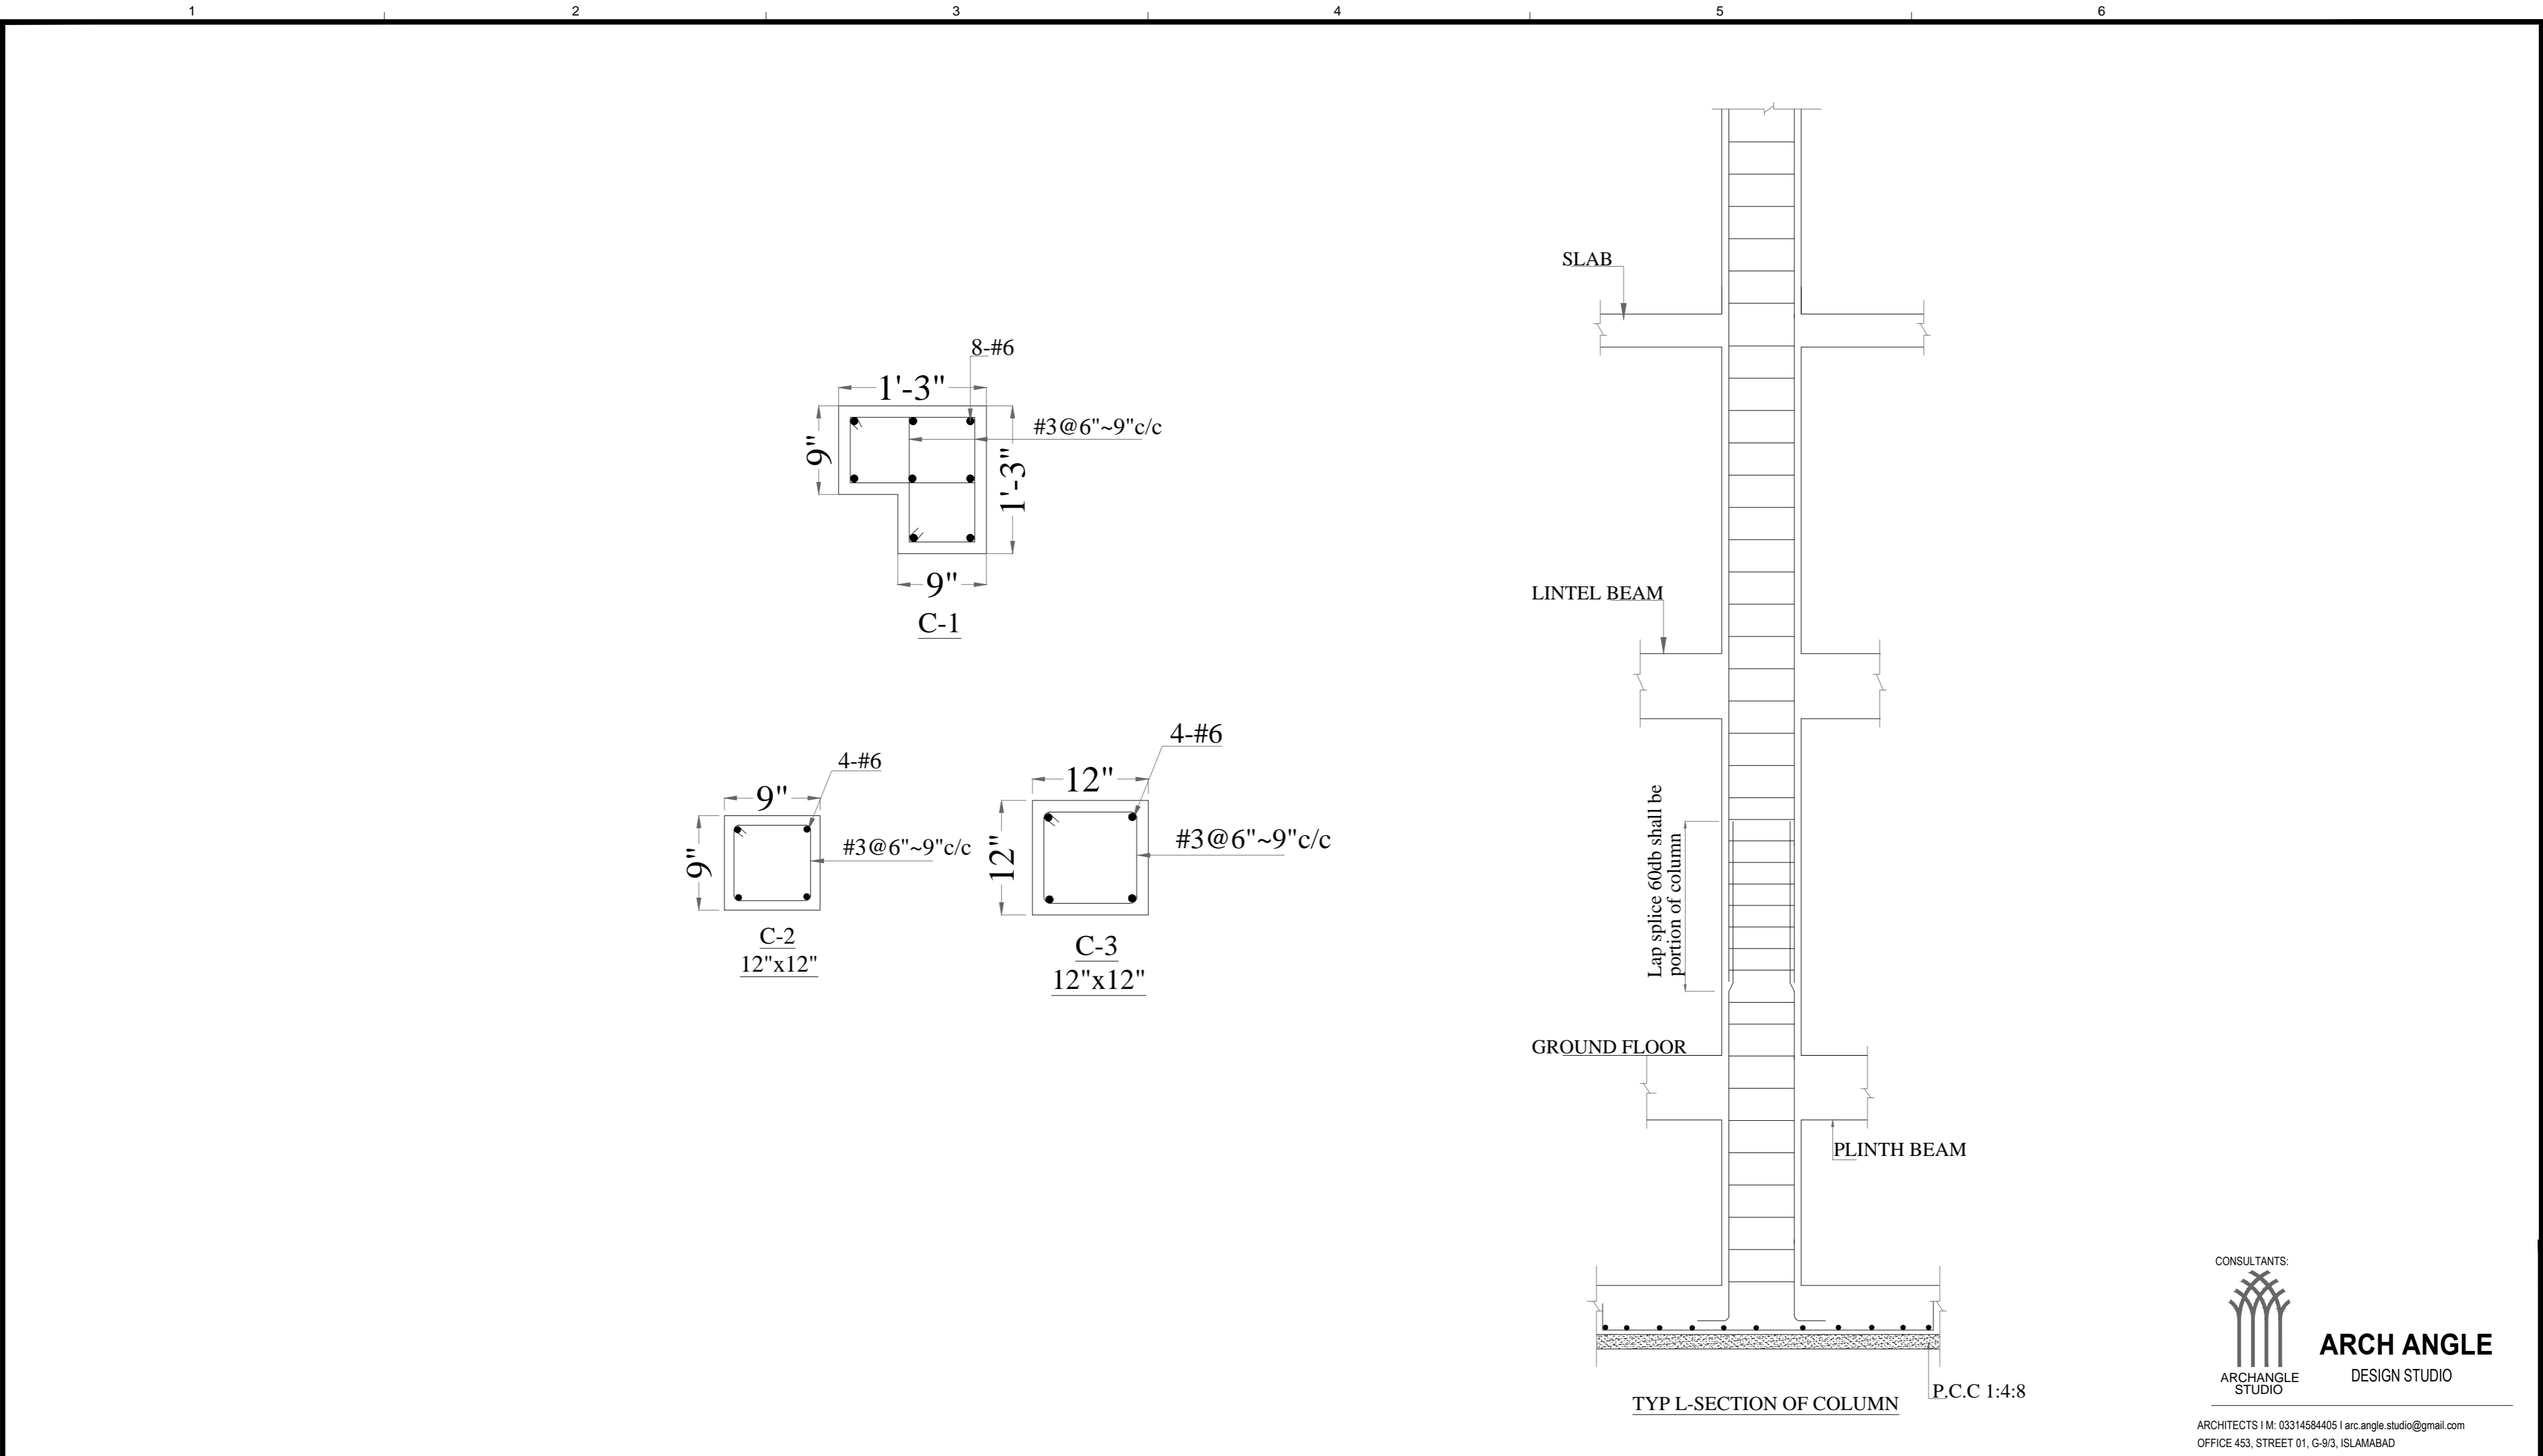 1 2 3 4 5 6
8-#6
1'-3"
#3@6"~9"c/c
9"
1'-3"
9"
C-1
4-#6
9"
#3@6"~9"c/c
9"
C-2
12"x12"
4-#6
12"
#3@6"~9"c/c
12"
C-3
12"x12"
SLAB
LINTEL BEAM
Lap splice 60db shall be
portion of column
GROUND FLOOR
PLINTH BEAM
P.C.C 1:4:8
TYP L-SECTION OF COLUMN
CONSULTANTS:
ARCHANGLE
STUDIO
ARCH ANGLE
DESIGN STUDIO
ARCHITECTS I M: 03314584405 I arc.angle.studio@gmail.com
OFFICE 453, STREET 01, G-9/3, ISLAMABAD